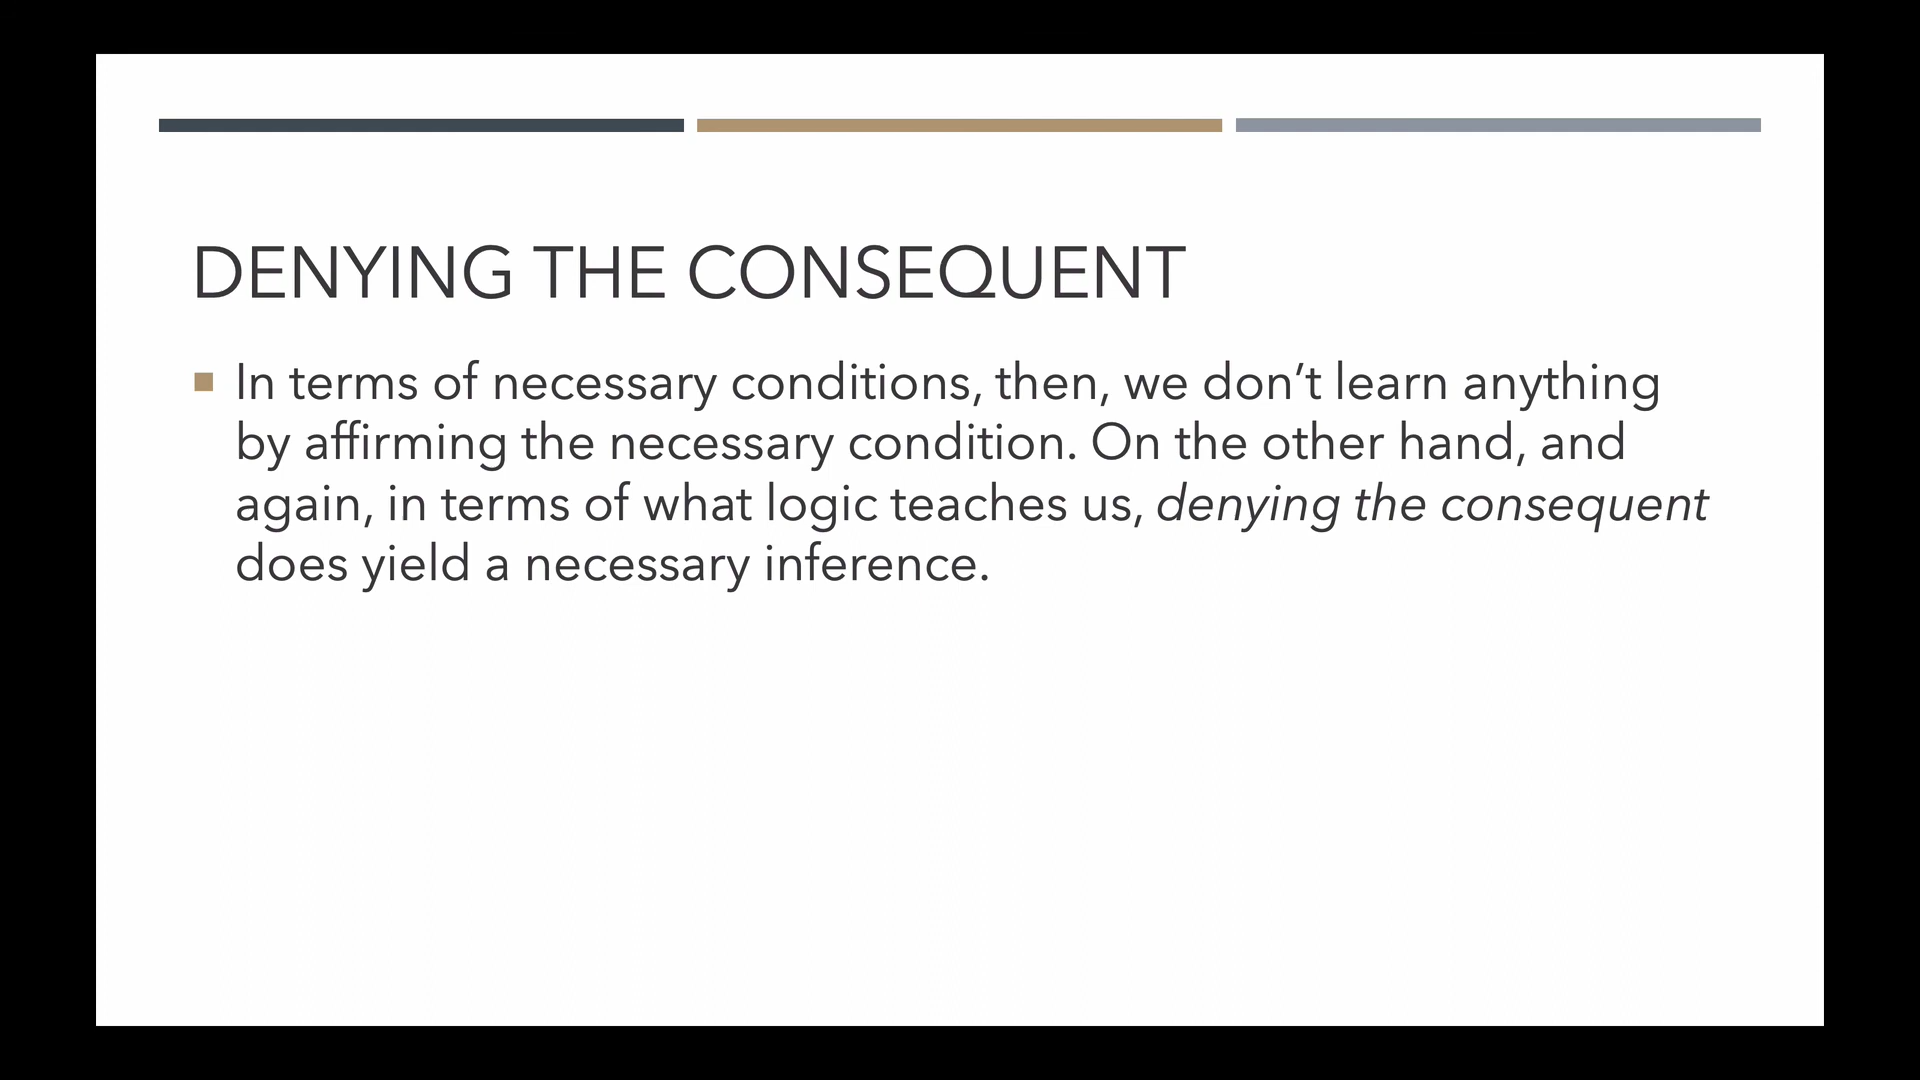 DENYING THE CONSEQUENT
In terms of necessary conditions, then, we don’t learn anything
by affirming the necessary condition. On the other hand, and
again, in terms of what logic teaches us, denying the consequent
does yield a necessary inference.